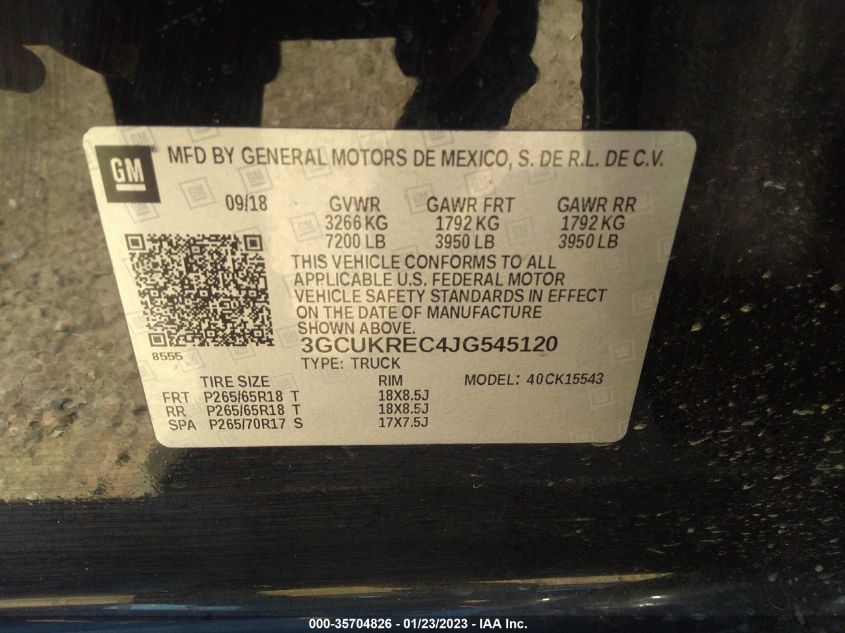 GM
MFD BY GENERAL MOTORS DE MEXICO, S. DE R.L. DE C.V.
09/18 GVWR GAWR FRT GAWR RR
3266 KG 1792 KG 1792 KG
7200 LB 3950 LB 3950 LB
THIS VEHICLE CONFORMS TO ALL
APPLICABLE U.S. FEDERAL MOTOR
VEHICLE SAFETY STANDARDS IN EFFECT
ON THE DATE OF MANUFACTURE
SHOWN ABOVE.
8555 3GCUKREC4JG545120
TYPE: TRUCK
TIRE SIZE RIM MODEL: 40CK15543
FRT P265/65R18 T 18X8.5J
RR P265/65R18 T 18X8.5J
SPA P265/70R17 S 17X7.5J
000-35704826 / 01/23/2023 - IAA Inc.